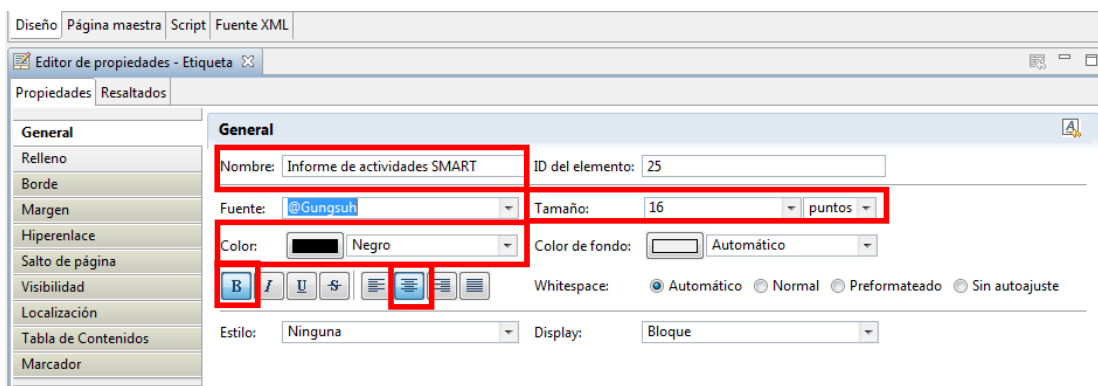 Diseño Página maestra Script Fuente XML
Editor de propiedades - Etiqueta
Propiedades Resaltados
General
Relleno
Borde
Margen
Hiperenlace
Salto de página
Visibilidad
Localización
Tabla de Contenidos
Marcador
General
Nombre: Informe de actividades SMART ID del elemento: 25
Fuente: @Gungsuh Tamaño: 16 puntos
Color: Negro Color de fondo: Automático
B I U S Whitespace: Automático Normal Preformateado Sin autoajuste
Estilo: Ninguna Display: Bloque